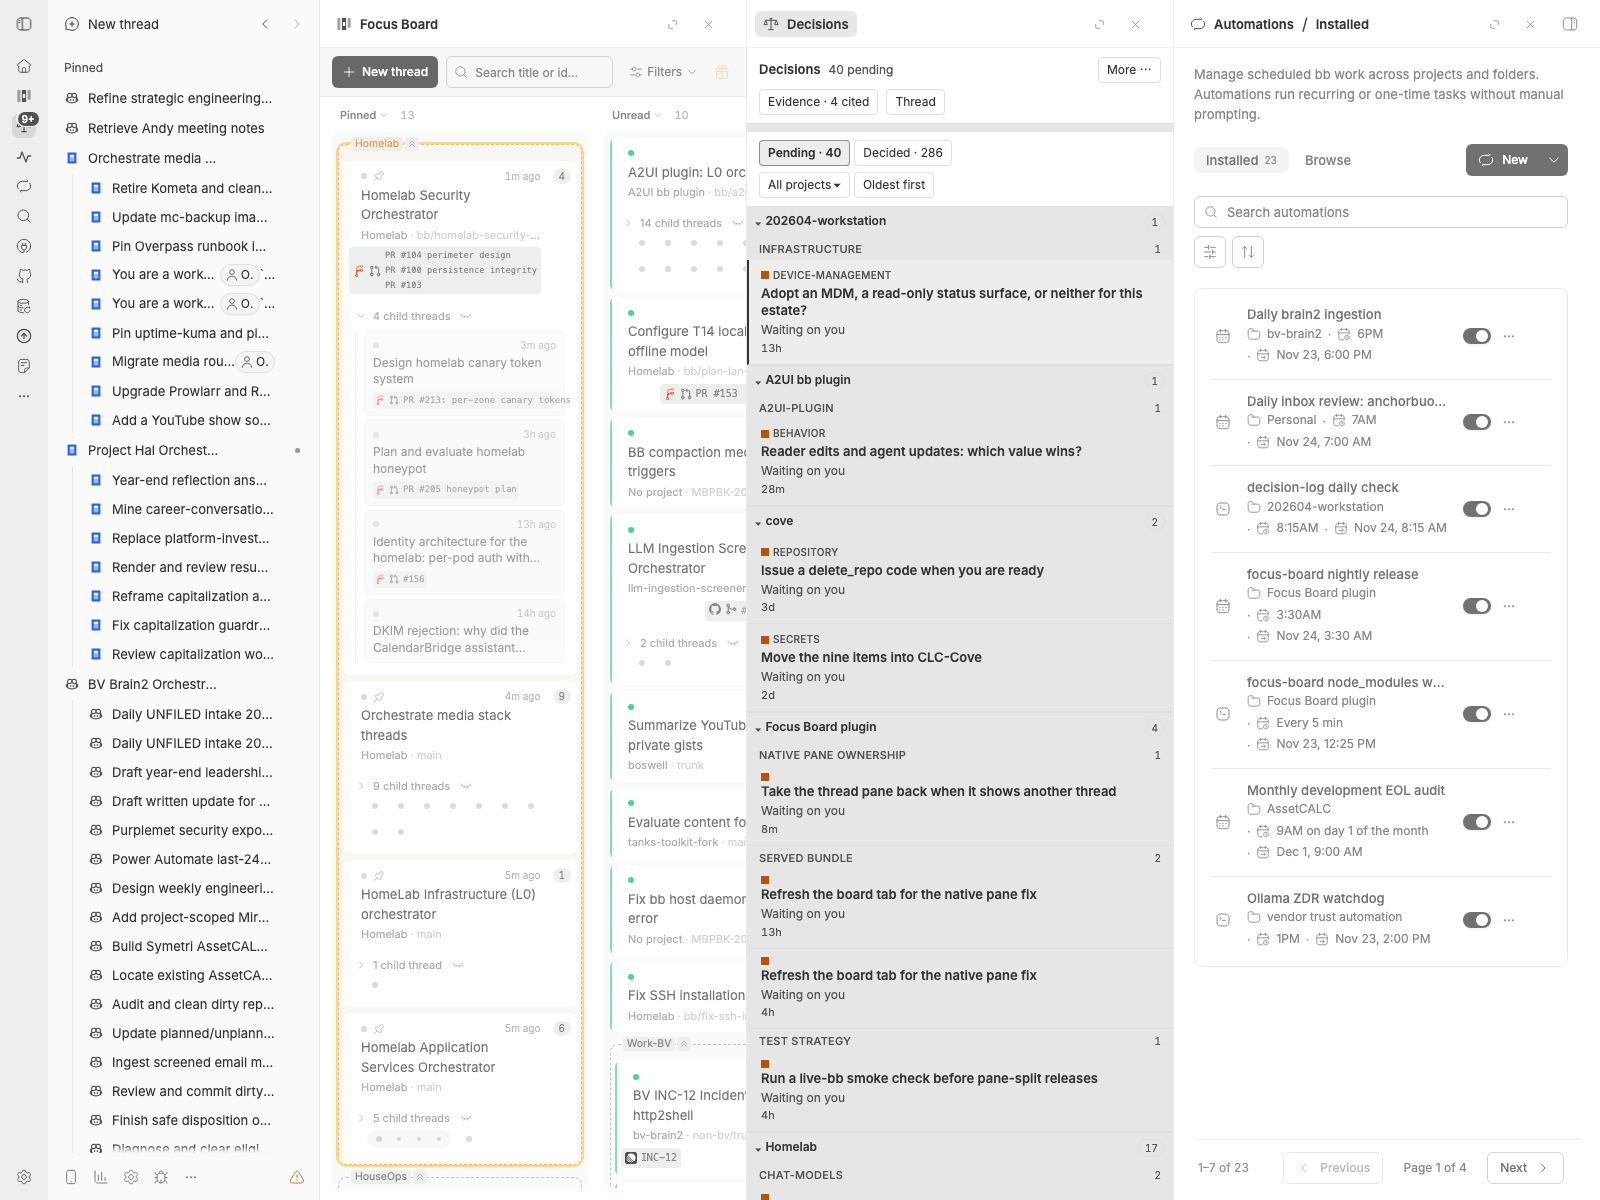 New thread
9+
Pinned
Refine strategic engineering...
Retrieve Andy meeting notes
Orchestrate media ...
Retire Kometa and clean...
Update mc-backup ima...
Pin Overpass runbook i...
You are a work... O. `...
You are a work... O. `...
Pin uptime-kuma and pl...
Migrate media rou... O.
Upgrade Prowlarr and R...
Add a YouTube show so...
Project Hal Orchest...
Year-end reflection ans...
Mine career-conversatio...
Replace platform-invest...
Render and review resu...
Reframe capitalization a...
Fix capitalization guardr...
Review capitalization wo...
BV Brain2 Orchestr...
Daily UNFILED intake 20...
Daily UNFILED intake 20...
Draft year-end leadershi...
Draft written update for ...
Purplemet security expo...
Power Automate last-24...
Design weekly engineeri...
Add project-scoped Mir...
Build Symetri AssetCAL...
Locate existing AssetCA...
Audit and clean dirty rep...
Update planned/unplann...
Ingest screened email m...
Review and commit dirty...
Finish safe disposition o...
Diagnose and clear eligi...
Focus Board
New thread
Search title or id...
Filters
Pinned 13
Homelab
1m ago 4
Homelab Security
Orchestrator
Homelab · bb/homelab-security-...
PR #104 perimeter design
PR #100 persistence integrity
PR #103
4 child threads
3m ago
Design homelab canary token
system
PR #213: per-zone canary tokens
3h ago
Plan and evaluate homelab
honeypot
PR #205 honeypot plan
13h ago
Identity architecture for the
homelab: per-pod auth with...
#156
14h ago
DKIM rejection: why did the
CalendarBridge assistant...
4m ago 9
Orchestrate media stack
threads
Homelab · main
9 child threads
5m ago 1
HomeLab Infrastructure (L0)
orchestrator
Homelab · main
1 child thread
5m ago 6
Homelab Application
Services Orchestrator
Homelab · main
5 child threads
HouseOps
Unread 10
A2UI plugin: L0 orc
A2UI bb plugin · bb/a2
14 child threads
Configure T14 local
offline model
Homelab · bb/plan-lan-
PR #153
BB compaction me
triggers
No project · MBPBK-20
LLM Ingestion Scre
Orchestrator
llm-ingestion-screener
#
2 child threads
Summarize YouTub
private gists
boswell · trunk
Evaluate content fo
tanks-toolkit-fork · mai
Fix bb host daemor
error
No project · MBPBK-20
Fix SSH installation
Homelab · bb/fix-ssh-i
Work-BV
BV INC-12 Inciden
http2shell
bv-brain2 · non-bv/tru
INC-12
Decisions
Decisions 40 pending
More ···
Evidence · 4 cited
Thread
Pending · 40
Decided · 286
All projects
Oldest first
202604-workstation 1
INFRASTRUCTURE 1
DEVICE-MANAGEMENT
Adopt an MDM, a read-only status surface, or neither for this
estate?
Waiting on you
13h
A2UI bb plugin 1
A2UI-PLUGIN 1
BEHAVIOR
Reader edits and agent updates: which value wins?
Waiting on you
28m
cove 2
REPOSITORY
Issue a delete_repo code when you are ready
Waiting on you
3d
SECRETS
Move the nine items into CLC-Cove
Waiting on you
2d
Focus Board plugin 4
NATIVE PANE OWNERSHIP 1
Take the thread pane back when it shows another thread
Waiting on you
8m
SERVED BUNDLE 2
Refresh the board tab for the native pane fix
Waiting on you
13h
Refresh the board tab for the native pane fix
Waiting on you
4h
TEST STRATEGY 1
Run a live-bb smoke check before pane-split releases
Waiting on you
4h
Homelab 17
CHAT-MODELS 2
Automations / Installed
Manage scheduled bb work across projects and folders.
Automations run recurring or one-time tasks without manual
prompting.
Installed 23
Browse
New
Search automations
Daily brain2 ingestion
bv-brain2 · 6PM
· Nov 23, 6:00 PM
Daily inbox review: anchorbuo...
Personal · 7AM
· Nov 24, 7:00 AM
decision-log daily check
202604-workstation
· 8:15AM · Nov 24, 8:15 AM
focus-board nightly release
Focus Board plugin
· 3:30AM
· Nov 24, 3:30 AM
focus-board node_modules w...
Focus Board plugin
· Every 5 min
· Nov 23, 12:25 PM
Monthly development EOL audit
AssetCALC
· 9AM on day 1 of the month
· Dec 1, 9:00 AM
Ollama ZDR watchdog
vendor trust automation
· 1PM · Nov 23, 2:00 PM
1–7 of 23
Previous
Page 1 of 4
Next